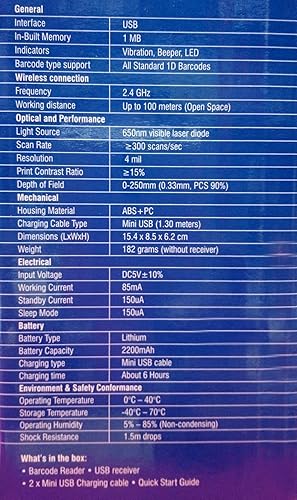 General
Interface USB
In-Built Memory 1 MB
Indicators Vibration, Beeper, LED
Barcode type support All Standard 1D Barcodes
Wireless connection
Frequency 2.4 GHz
Working distance Up to 100 meters (Open Space)
Optical and Performance
Light Source 650nm visible laser diode
Scan Rate ≥300 scans/sec
Resolution 4 mil
Print Contrast Ratio ≥15%
Depth of Field 0-250mm (0.33mm, PCS 90%)
Mechanical
Housing Material ABS+PC
Charging Cable Type Mini USB (1.30 meters)
Dimensions (LxWxH) 15.4 x 8.5 x 6.2 cm
Weight 182 grams (without receiver)
Electrical
Input Voltage DC5V±10%
Working Current 85mA
Standby Current 150uA
Sleep Mode 150uA
Battery
Battery Type Lithium
Battery Capacity 2200mAh
Charging type Mini USB cable
Charging time About 6 Hours
Environment & Safety Conformance
Operating Temperature 0°C – 40°C
Storage Temperature -40°C – 70°C
Operating Humidity 5% – 85% (Non-condensing)
Shock Resistance 1.5m drops
What's in the box:
• Barcode Reader • USB receiver
• 2 x Mini USB Charging cable • Quick Start Guide